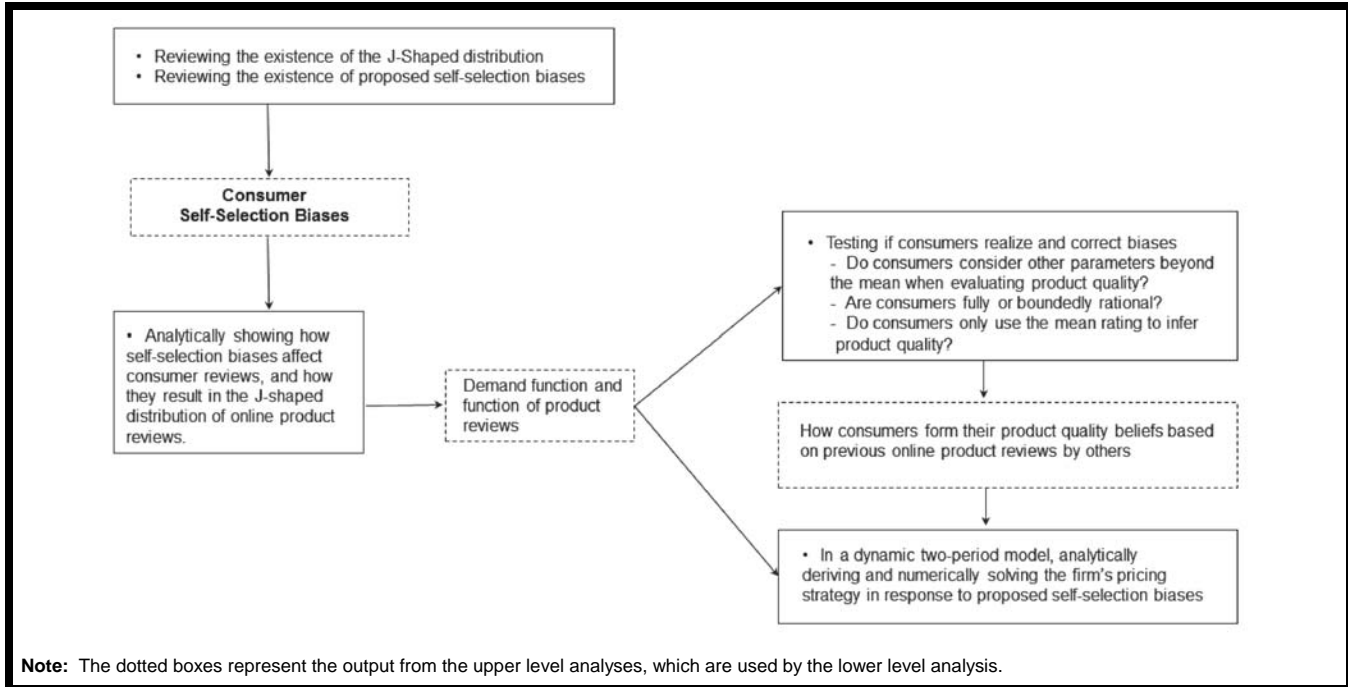 • Reviewing the existence of the J-Shaped distribution
• Reviewing the existence of proposed self-selection biases
Consumer
Self-Selection Biases
• Analytically showing how
self-selection biases affect
consumer reviews, and how
they result in the J-shaped
distribution of online product
reviews.
Demand function and
function of product
reviews
• Testing if consumers realize and correct biases
- Do consumers consider other parameters beyond
the mean when evaluating product quality?
- Are consumers fully or boundedly rational?
- Do consumers only use the mean rating to infer
product quality?
How consumers form their product quality beliefs based
on previous online product reviews by others
• In a dynamic two-period model, analytically
deriving and numerically solving the firm's pricing
strategy in response to proposed self-selection biases
Note: The dotted boxes represent the output from the upper level analyses, which are used by the lower level analysis.